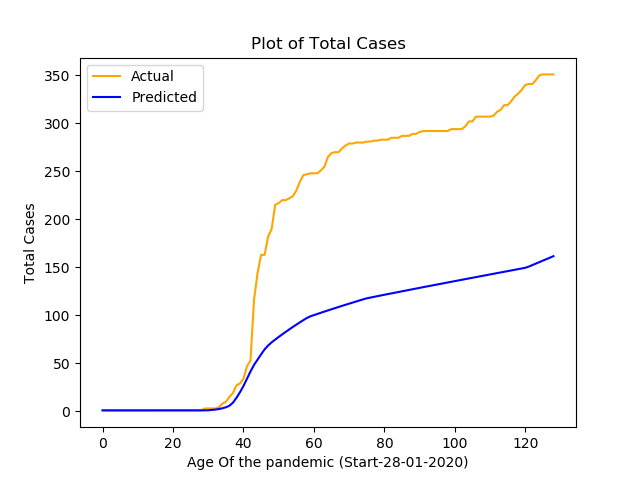 Plot of Total Cases
Actual
Predicted
350
300
250
200
150
100
50
0
Total Cases
0 20 40 60 80 100 120
Age Of the pandemic (Start-28-01-2020)